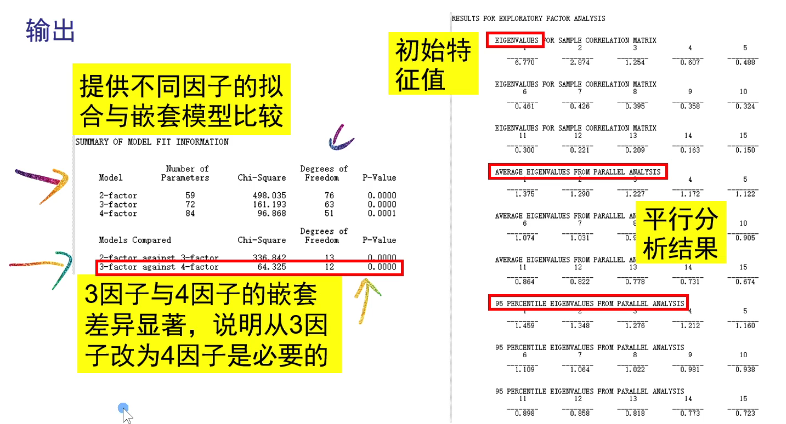 输出
提供不同因子的拟
合与嵌套模型比较
SUMMARY OF MODEL FIT INFORMATION
Number of Degrees of
Model Parameters Chi-Square Freedom P-Value
2-factor 59 498.035 76 0.0000
3-factor 72 161.193 63 0.0000
4-factor 84 96.868 51 0.0001
Degrees of
Models Compared Chi-Square Freedom P-Value
2-factor against 3-factor 336.842 13 0.0000
3-factor against 4-factor 64.325 12 0.0000
3因子与4因子的嵌套
差异显著，说明从3因
子改为4因子是必要的
初始特
征值
RESULTS FOR EXPLORATORY FACTOR ANALYSIS
EIGENVALUES FOR SAMPLE CORRELATION MATRIX
1 2 3 4 5
6.770 2.874 1.254 0.607 0.488
EIGENVALUES FOR SAMPLE CORRELATION MATRIX
6 7 8 9 10
0.461 0.426 0.395 0.358 0.324
EIGENVALUES FOR SAMPLE CORRELATION MATRIX
11 12 13 14 15
0.300 0.221 0.209 0.163 0.150
AVERAGE EIGENVALUES FROM PARALLEL ANALYSIS
1 2 3 4 5
1.375 1.290 1.227 1.172 1.122
AVERAGE EIGENVALUES FROM PARALLEL
6 7 8 10
1.074 1.031 0.905
AVERAGE EIGENVALUES FROM PARALLEL
11 12 13 14 15
0.864 0.822 0.778 0.731 0.674
平行分
析结果
95 PERCENTILE EIGENVALUES FROM PARALLEL ANALYSIS
1 2 3 4 5
1.459 1.348 1.276 1.212 1.160
95 PERCENTILE EIGENVALUES FROM PARALLEL ANALYSIS
6 7 8 9 10
1.109 1.064 1.022 0.981 0.938
95 PERCENTILE EIGENVALUES FROM PARALLEL ANALYSIS
11 12 13 14 15
0.898 0.858 0.818 0.773 0.723